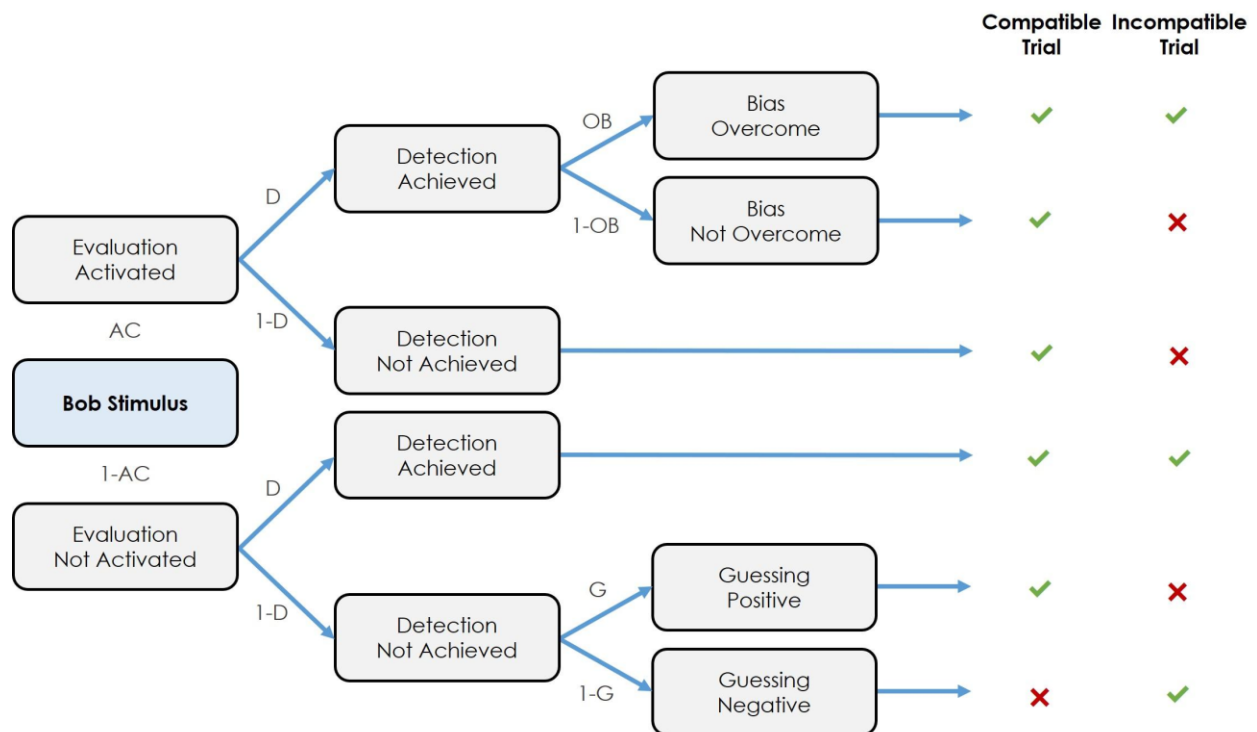 Compatible
Trial
Incompatible
Trial
Bias
Overcome
OB
Detection
Achieved
D
Bias
Not Overcome
1-OB
Evaluation
Activated
AC
1-D
Detection
Not Achieved
Bob Stimulus
1-AC
D
Detection
Achieved
Evaluation
Not Activated
1-D
Detection
Not Achieved
G
Guessing
Positive
1-G
Guessing
Negative